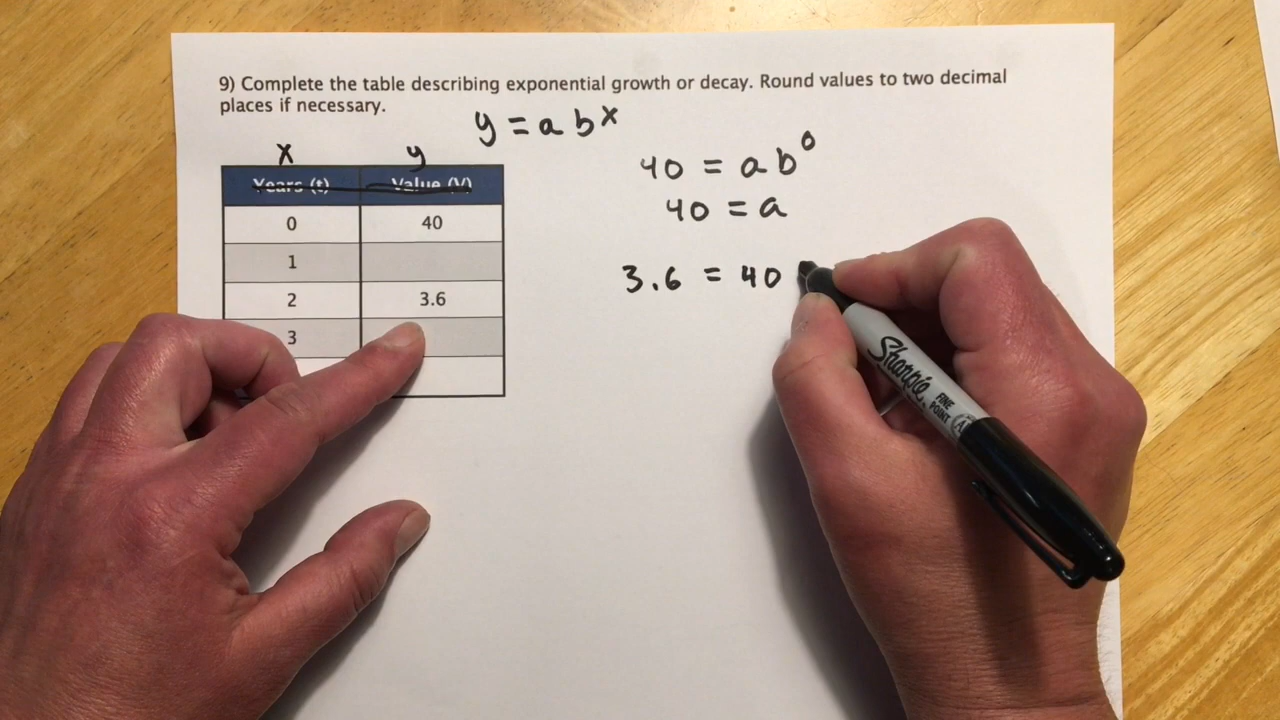 9) Complete the table describing exponential growth or decay. Round values to two decimal
places if necessary.
y = a b^x
x y
Years (t) Value (V)
0 40
1
2 3.6
3
40 = a b^0
40 = a
3.6 = 40
Sharpie.
FINE
POINT